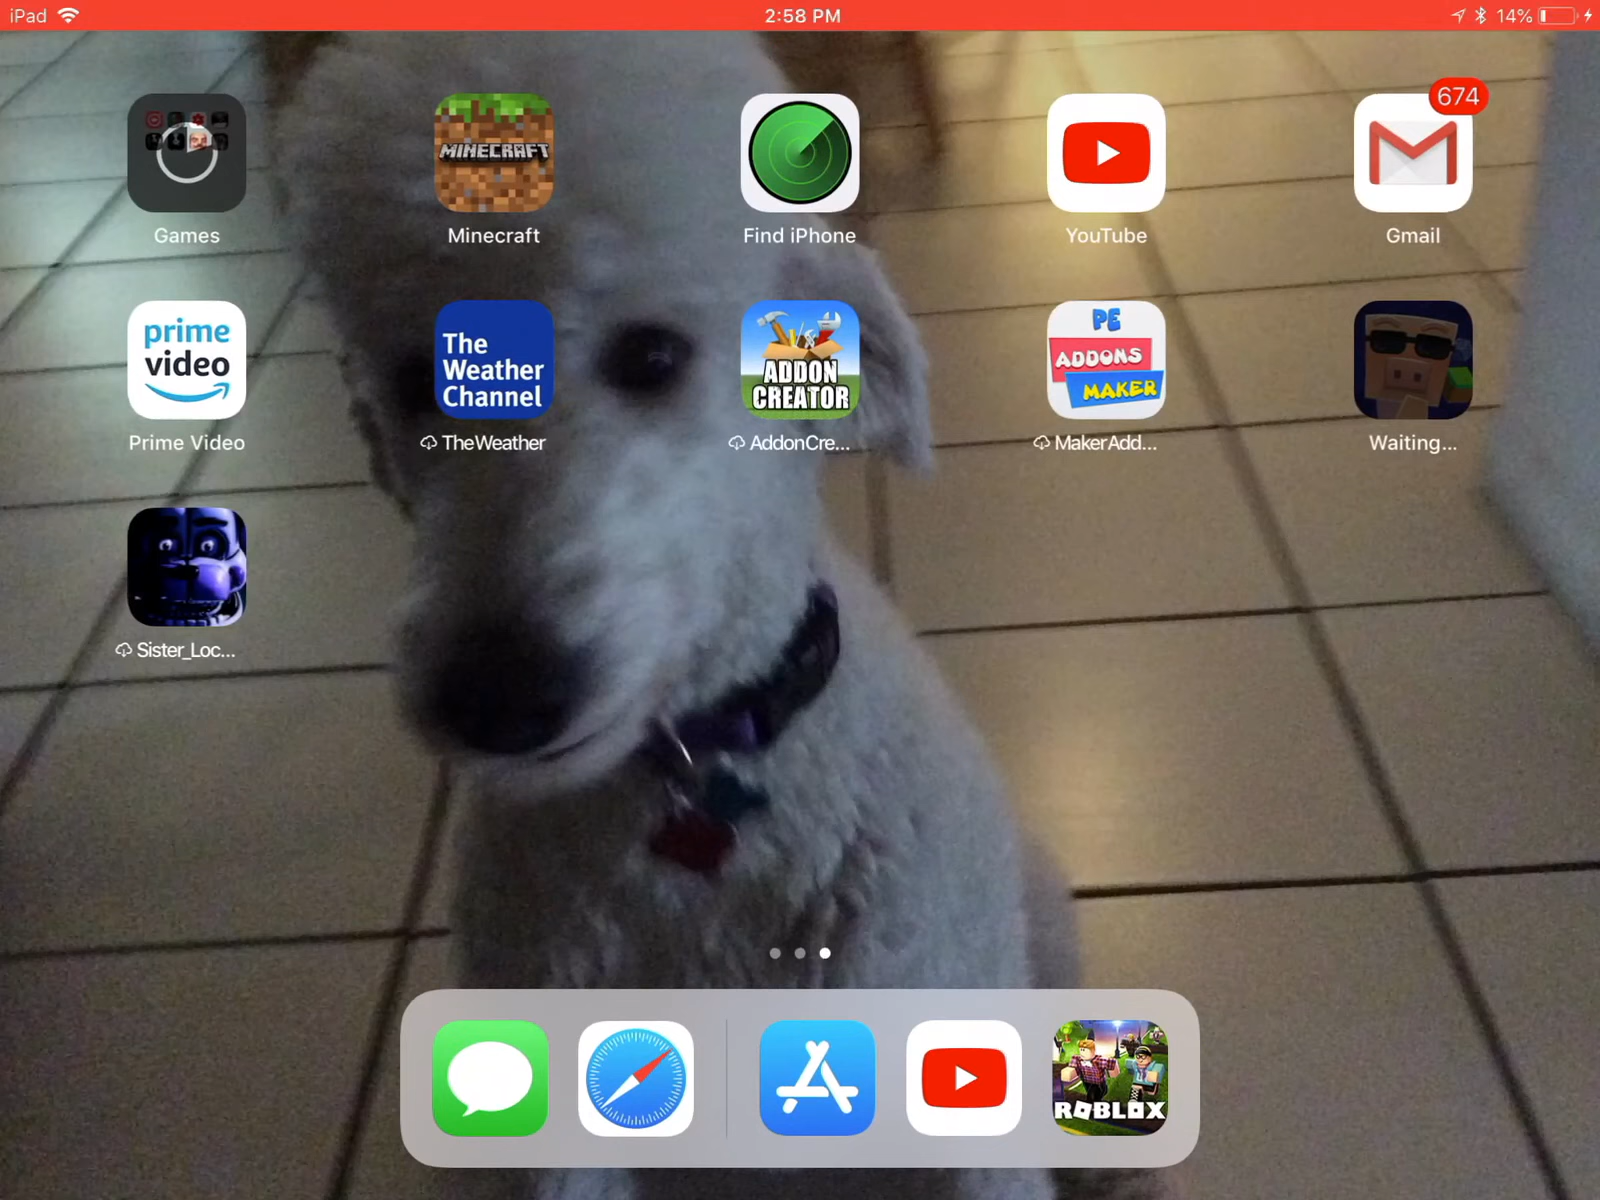 iPad 2:58 PM 14%
674
MINECRAFT
Games Minecraft Find iPhone YouTube Gmail
prime video
The Weather Channel
ADDON CREATOR
PE ADDONS MAKER
Prime Video TheWeather AddonCre... MakerAdd... Waiting...
Sister_Loc...
ROBLOX